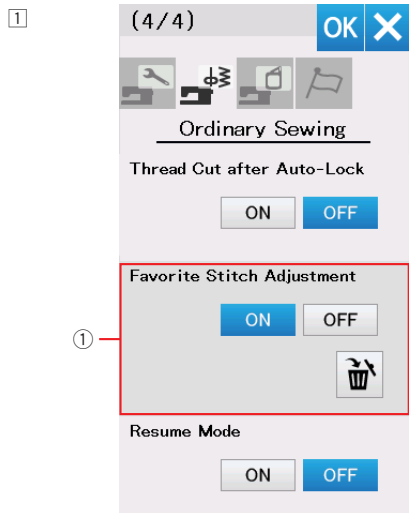 1
(4/4)
OK
Ordinary Sewing
Thread Cut after Auto-Lock
ON OFF
Favorite Stitch Adjustment
①
ON OFF
Resume Mode
ON OFF